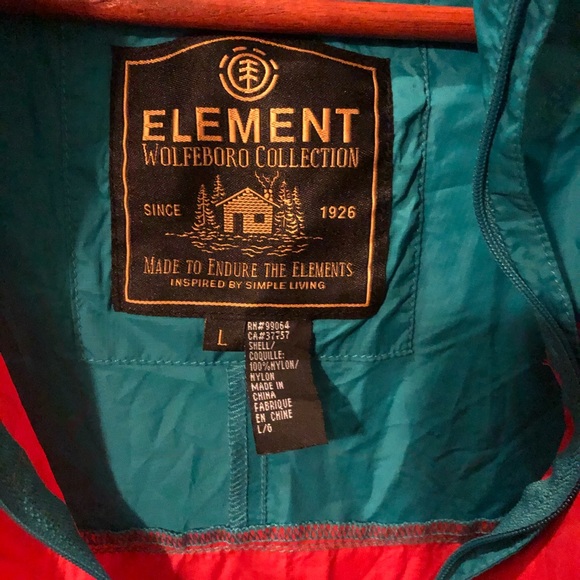 ELEMENT
WOLFEBORO COLLECTION
SINCE 1926
MADE TO ENDURE THE ELEMENTS
INSPIRED BY SIMPLE LIVING
L
RN#99064
CA#37757
SHELL/
COQUILLE:
100%NYLON/
NYLON
MADE IN
CHINA
FABRIQUE
EN CHINE
L/G